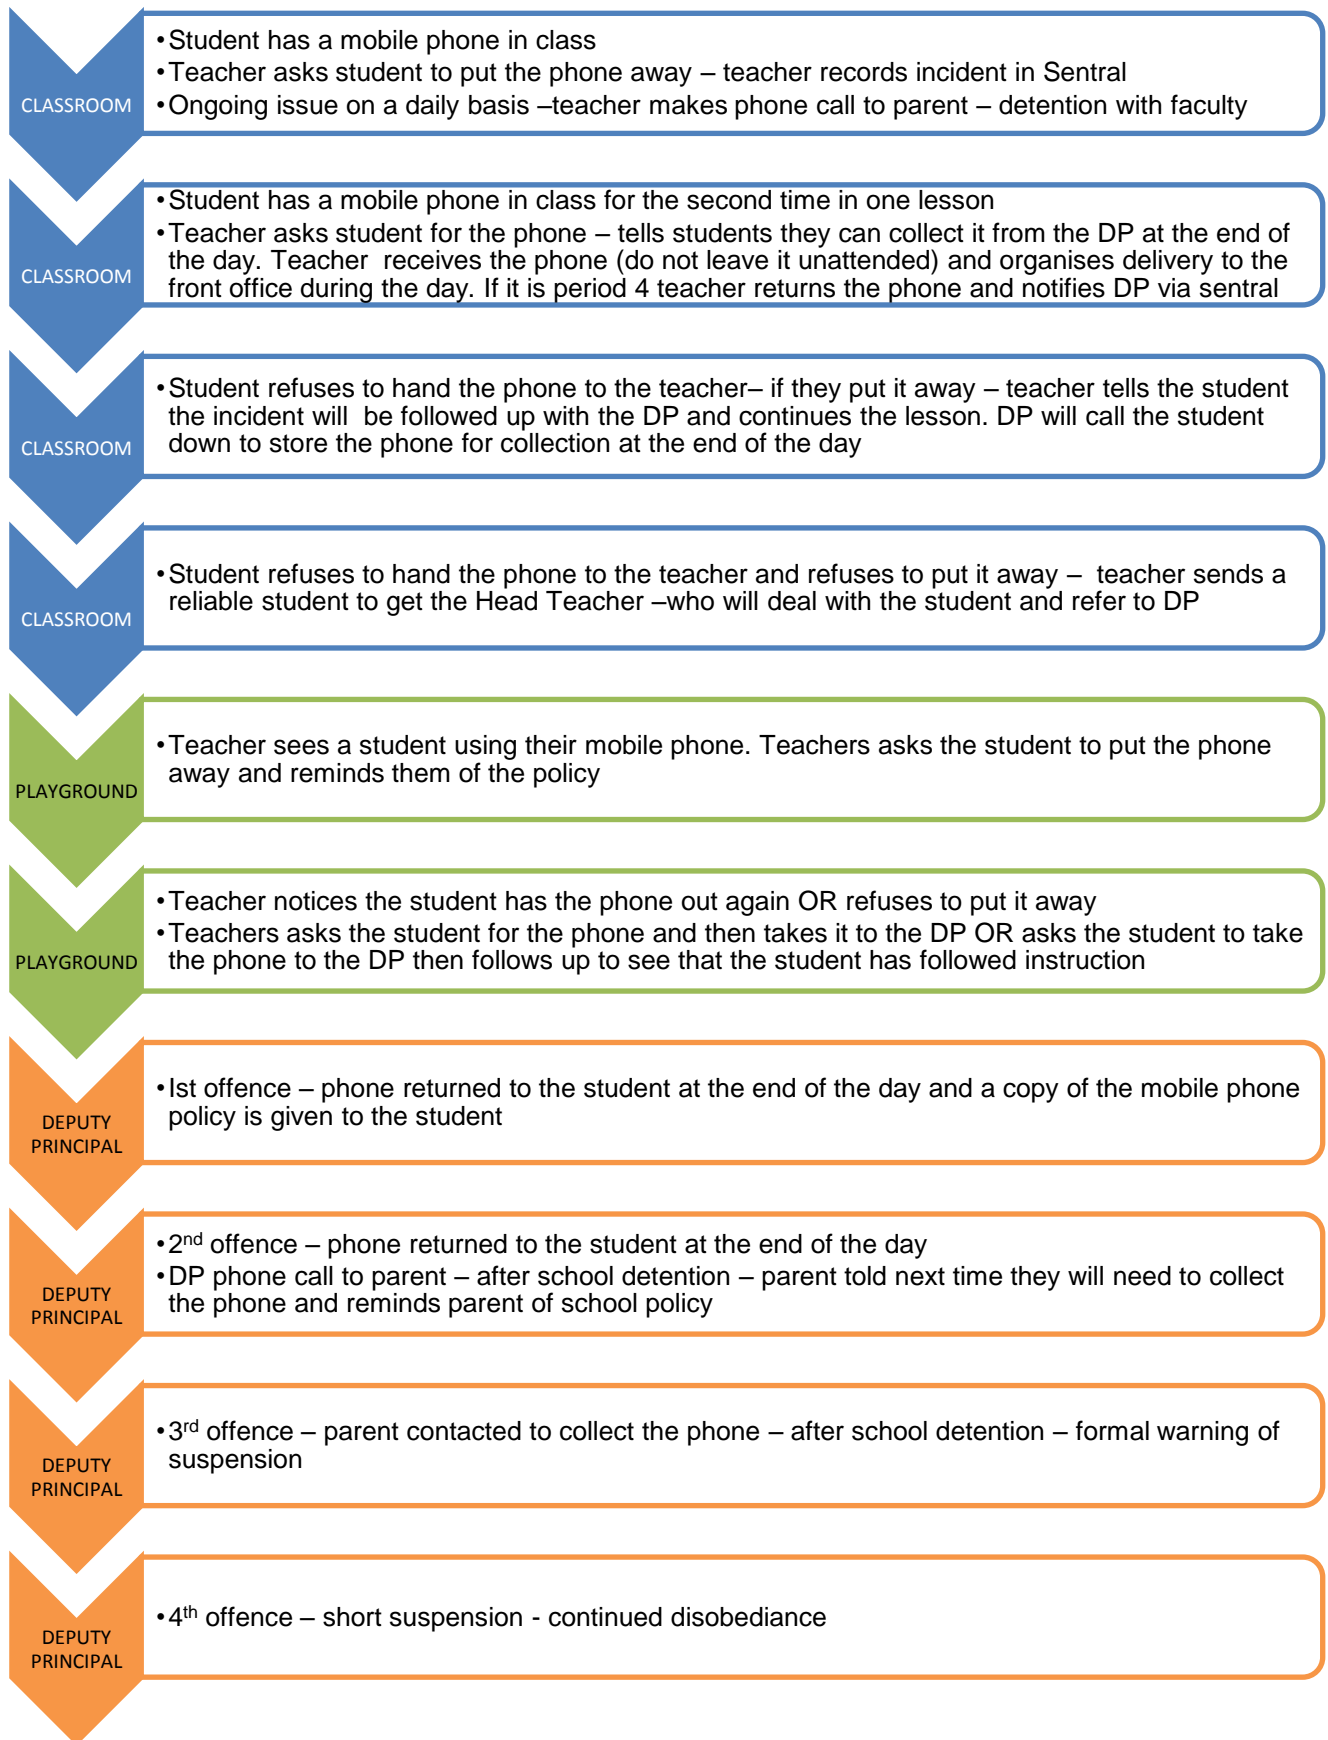 CLASSROOM
•Student has a mobile phone in class
•Teacher asks student to put the phone away – teacher records incident in Sentral
•Ongoing issue on a daily basis –teacher makes phone call to parent – detention with faculty
CLASSROOM
•Student has a mobile phone in class for the second time in one lesson
•Teacher asks student for the phone – tells students they can collect it from the DP at the end of
the day. Teacher  receives the phone (do not leave it unattended) and organises delivery to the
front office during the day. If it is period 4 teacher returns the phone and notifies DP via sentral
CLASSROOM
•Student refuses to hand the phone to the teacher– if they put it away – teacher tells the student
the incident will  be followed up with the DP and continues the lesson. DP will call the student
down to store the phone for collection at the end of the day
CLASSROOM
•Student refuses to hand the phone to the teacher and refuses to put it away –  teacher sends a
reliable student to get the Head Teacher –who will deal with the student and refer to DP
PLAYGROUND
•Teacher sees a student using their mobile phone. Teachers asks the student to put the phone
away and reminds them of the policy
PLAYGROUND
•Teacher notices the student has the phone out again OR refuses to put it away
•Teachers asks the student for the phone and then takes it to the DP OR asks the student to take
the phone to the DP then follows up to see that the student has followed instruction
DEPUTY
PRINCIPAL
•Ist offence – phone returned to the student at the end of the day and a copy of the mobile phone
policy is given to the student
DEPUTY
PRINCIPAL
•2nd offence – phone returned to the student at the end of the day
•DP phone call to parent – after school detention – parent told next time they will need to collect
the phone and reminds parent of school policy
DEPUTY
PRINCIPAL
•3rd offence – parent contacted to collect the phone – after school detention – formal warning of
suspension
DEPUTY
PRINCIPAL
•4th offence – short suspension - continued disobediance